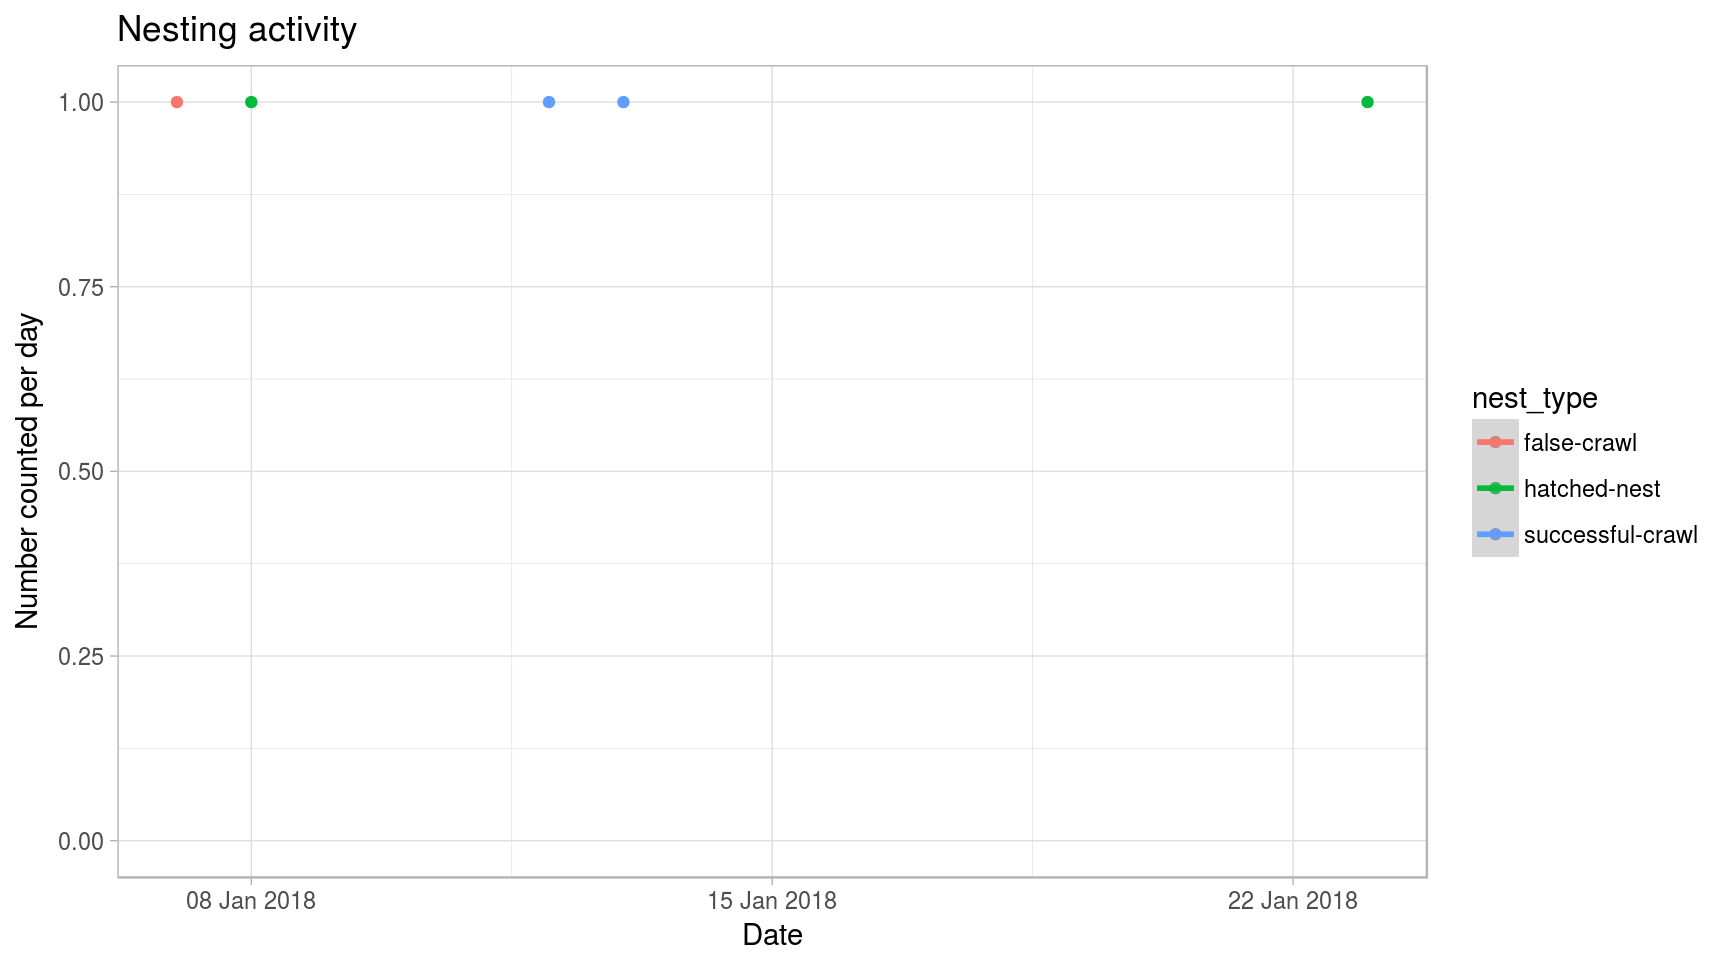 Nesting activity
1.00
0.75
0.50
0.25
0.00
Number counted per day
08 Jan 2018
15 Jan 2018
22 Jan 2018
Date
nest_type
false-crawl
hatched-nest
successful-crawl